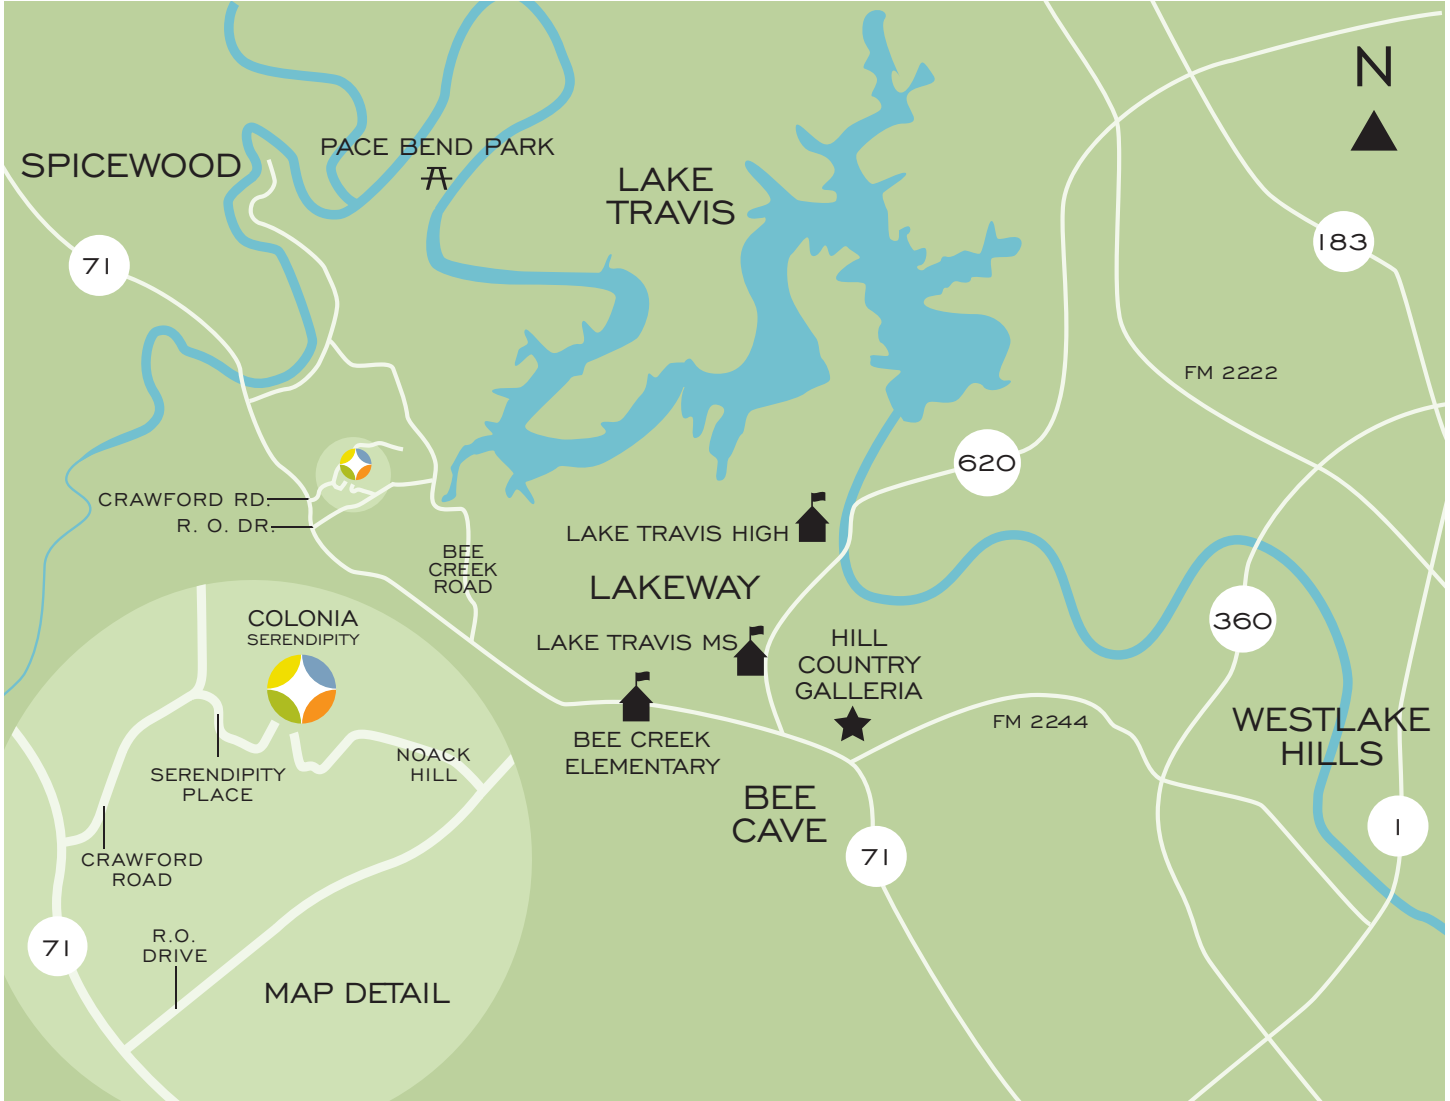 N
PACE BEND PARK
SPICEWOOD
LAKE
TRAVIS
183
71
FM 2222
620
CRAWFORD RD.
R. O. DR.
LAKE TRAVIS HIGH
BEE
CREEK
ROAD
LAKEWAY
COLONIA
SERENDIPITY
360
LAKE TRAVIS MS
HILL
COUNTRY
GALLERIA
FM 2244
WESTLAKE
HILLS
BEE CREEK
ELEMENTARY
NOACK
HILL
SERENDIPITY
PLACE
BEE
CAVE
1
CRAWFORD
ROAD
71
R.O.
DRIVE
71
MAP DETAIL